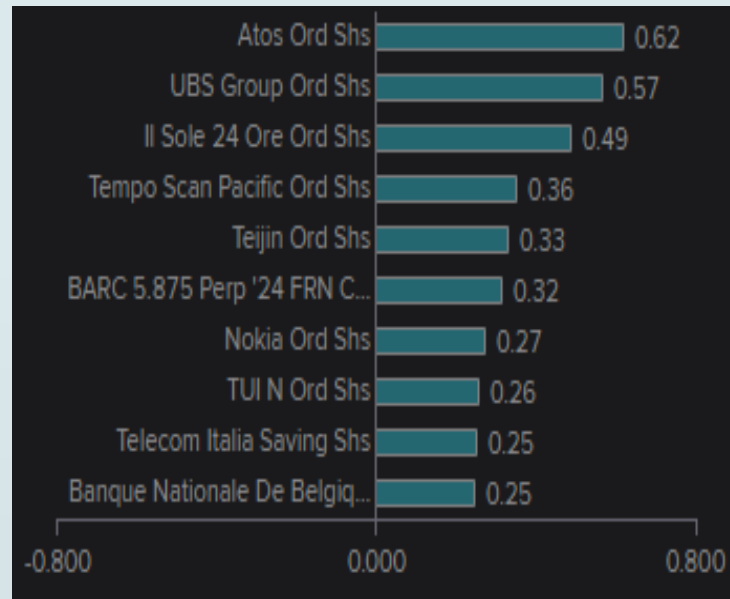 Atos Ord Shs 0.62
UBS Group Ord Shs 0.57
Il Sole 24 Ore Ord Shs 0.49
Tempo Scan Pacific Ord Shs 0.36
Teijin Ord Shs 0.33
BARC 5.875 Perp '24 FRN C... 0.32
Nokia Ord Shs 0.27
TUI N Ord Shs 0.26
Telecom Italia Saving Shs 0.25
Banque Nationale De Belgiq... 0.25
-0.800 0.000 0.800